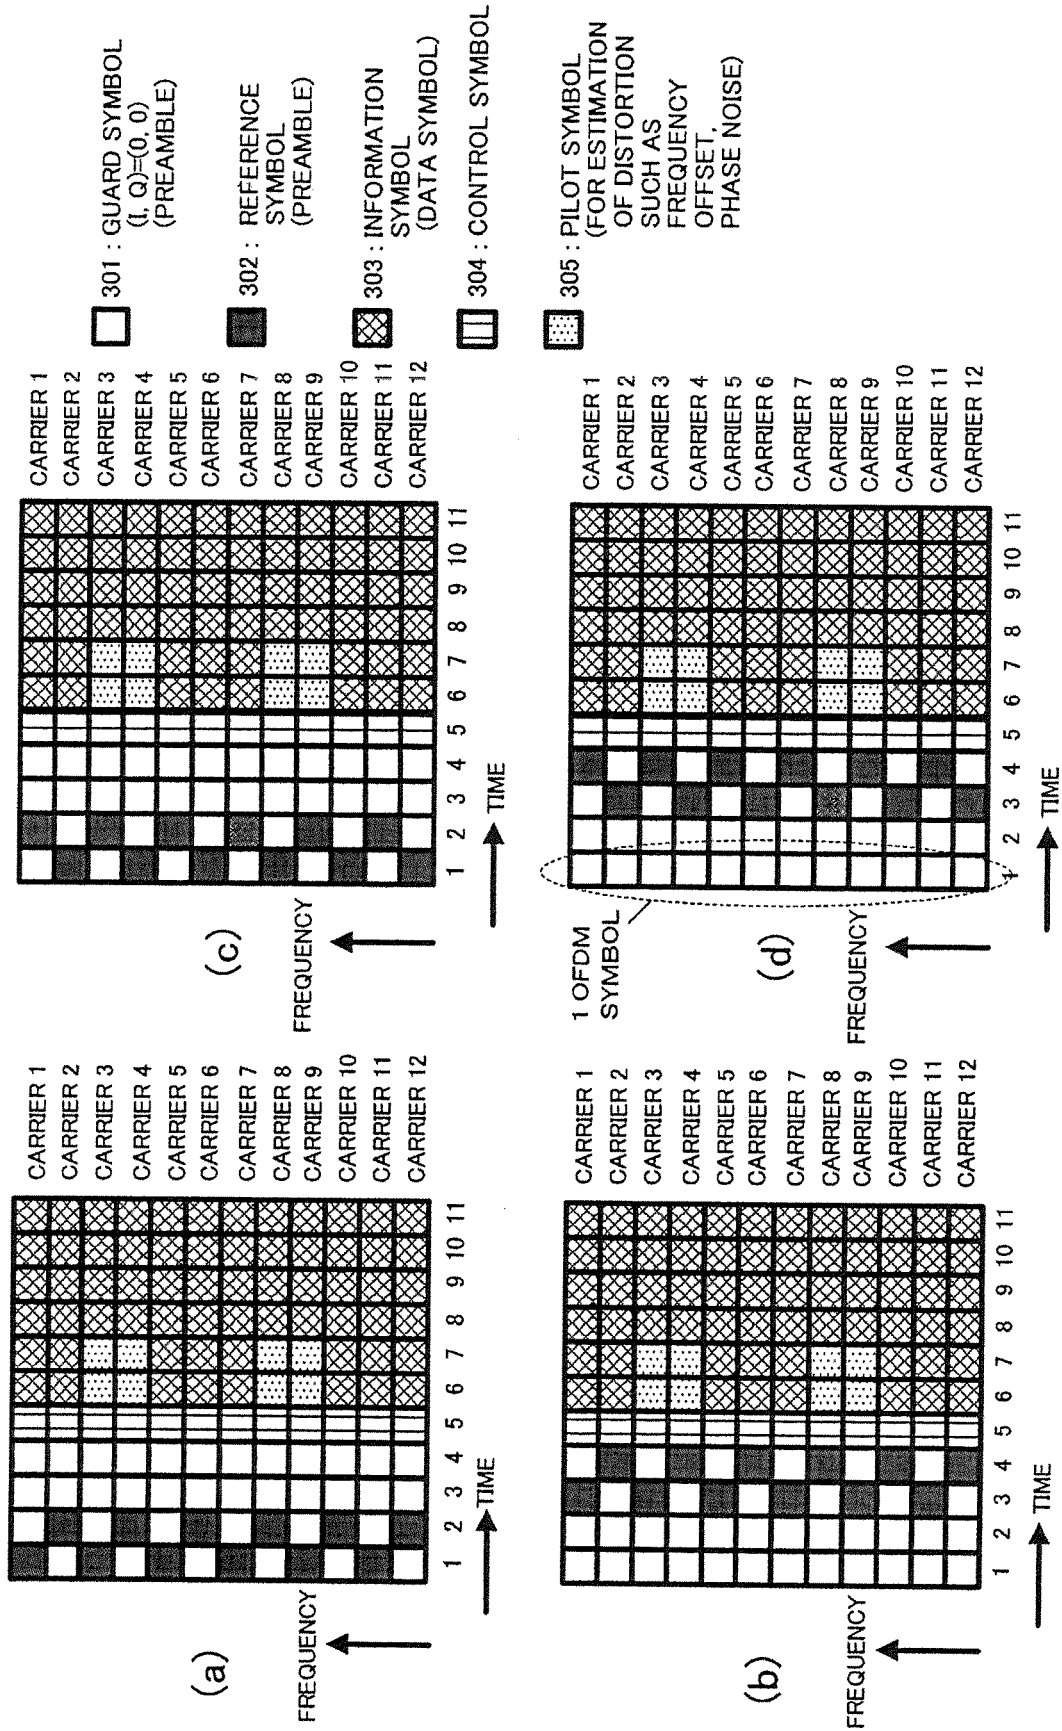 (a)
FREQUENCY
CARRIER 1
CARRIER 2
CARRIER 3
CARRIER 4
CARRIER 5
CARRIER 6
CARRIER 7
CARRIER 8
CARRIER 9
CARRIER 10
CARRIER 11
CARRIER 12
1 2 3 4 5 6 7 8 9 10 11
TIME
(c)
FREQUENCY
CARRIER 1
CARRIER 2
CARRIER 3
CARRIER 4
CARRIER 5
CARRIER 6
CARRIER 7
CARRIER 8
CARRIER 9
CARRIER 10
CARRIER 11
CARRIER 12
1 2 3 4 5 6 7 8 9 10 11
TIME
301 : GUARD SYMBOL
(I, Q)=(0, 0)
(PREAMBLE)
302 : REFERENCE
SYMBOL
(PREAMBLE)
303 : INFORMATION
SYMBOL
(DATA SYMBOL)
304 : CONTROL SYMBOL
305 : PILOT SYMBOL
(FOR ESTIMATION
OF DISTORTION
SUCH AS
FREQUENCY
OFFSET,
PHASE NOISE)
(b)
FREQUENCY
CARRIER 1
CARRIER 2
CARRIER 3
CARRIER 4
CARRIER 5
CARRIER 6
CARRIER 7
CARRIER 8
CARRIER 9
CARRIER 10
CARRIER 11
CARRIER 12
1 2 3 4 5 6 7 8 9 10 11
TIME
1 OFDM
SYMBOL
(d)
FREQUENCY
CARRIER 1
CARRIER 2
CARRIER 3
CARRIER 4
CARRIER 5
CARRIER 6
CARRIER 7
CARRIER 8
CARRIER 9
CARRIER 10
CARRIER 11
CARRIER 12
1 2 3 4 5 6 7 8 9 10 11
TIME